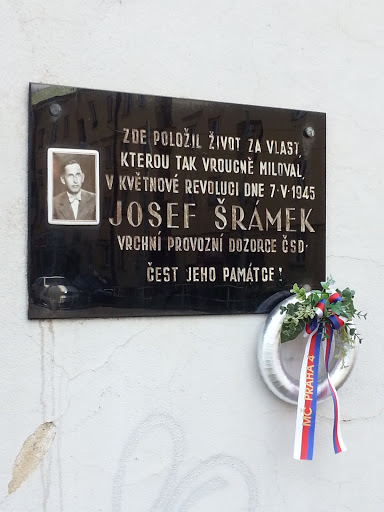 ZDE POLOŽIL ŽIVOT ZA VLAST,
KTEROU TAK VROUCNĚ MILOVAL,
V KVĚTNOVÉ REVOLUCI DNE 7·V·1945
JOSEF ŠRÁMEK
VRCHNÍ PROVOZNÍ DOZORCE ČSD·
ČEST JEHO PAMÁTCE!
MČ PRAHA 4